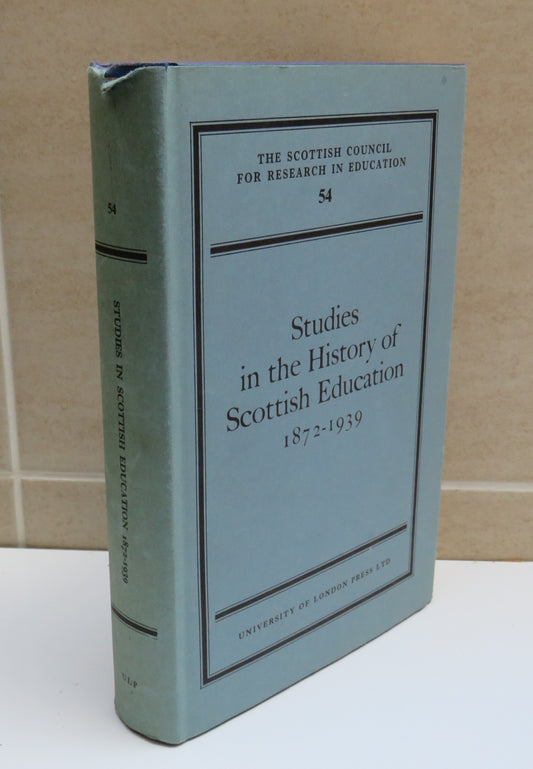 54
STUDIES IN SCOTTISH EDUCATION 1872-1939
ULP
THE SCOTTISH COUNCIL
FOR RESEARCH IN EDUCATION
54
Studies
in the History of
Scottish Education
1872-1939
UNIVERSITY OF LONDON PRESS LTD